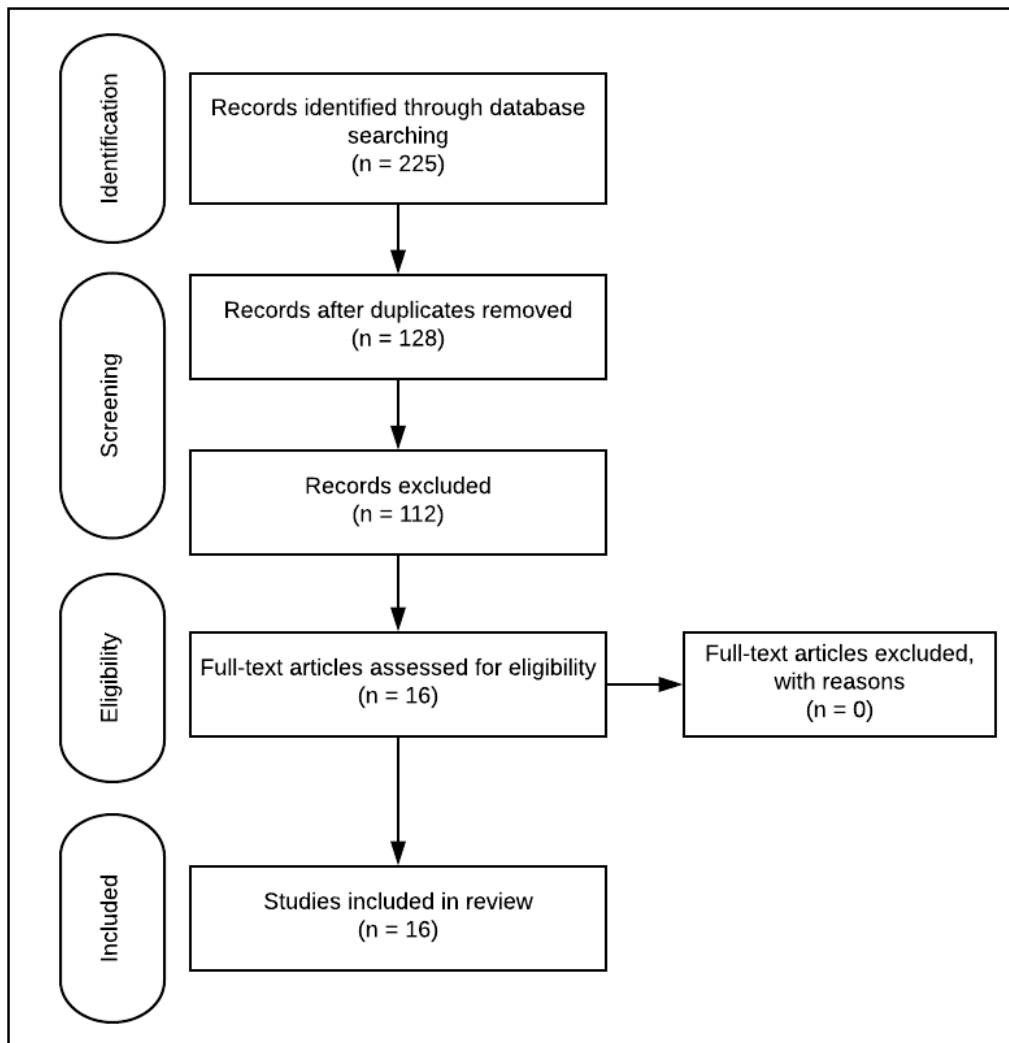 Identification
Records identified through database
searching
(n = 225)
Screening
Records after duplicates removed
(n = 128)
Records excluded
(n = 112)
Eligibility
Full-text articles assessed for eligibility
(n = 16)
Full-text articles excluded,
with reasons
(n = 0)
Included
Studies included in review
(n = 16)